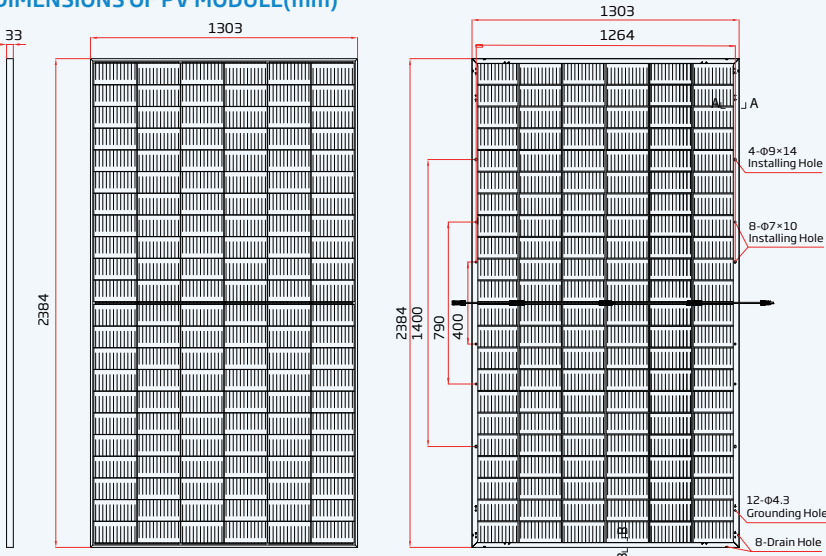 DIMENSIONS OF PV MODULE(mm)
33
1303
2384
1303
1264
A
A
4-Φ9×14
Installing Hole
8-Φ7×10
Installing Hole
2384
1400
790
400
12-Φ4.3
Grounding Hole
8-Drain Hole
B
B